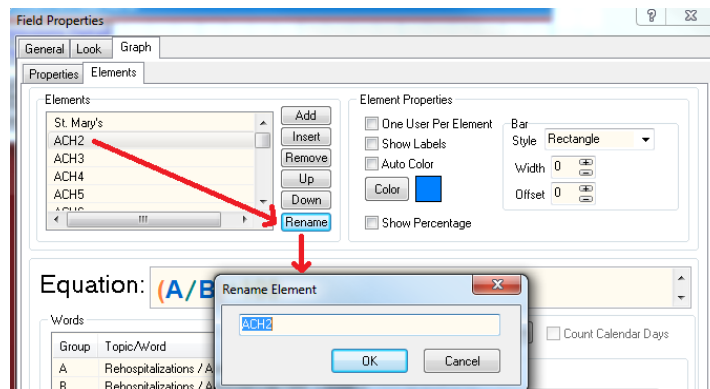 Field Properties
General Look Graph
Properties Elements
Elements
St. Mary's
ACH2
ACH3
ACH4
ACH5
Add
Insert
Remove
Up
Down
Rename
Element Properties
One User Per Element
Show Labels
Auto Color
Color
Show Percentage
Bar
Style Rectangle
Width 0
Offset 0
Equation: (A/B
Words
Group Topic/Word
A Rehospitalizations / A
B Rehospitalizations / A
Count Calendar Days
Rename Element
ACH2
OK Cancel